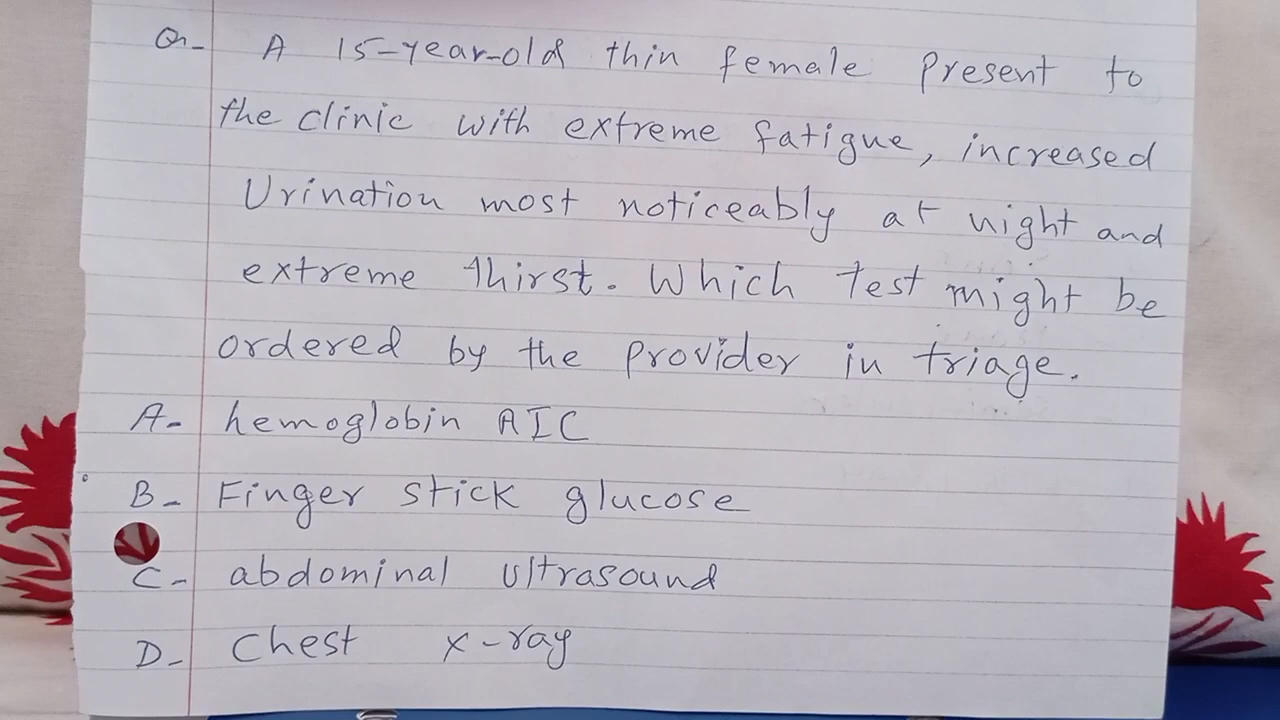 Qn- A 15-year-old thin female present to
the clinic with extreme fatigue, increased
Urination most noticeably at night and
extreme thirst. Which test might be
ordered by the provider in triage.
A- hemoglobin AIC
B- Finger stick glucose
C- abdominal ultrasound
D- Chest x-ray